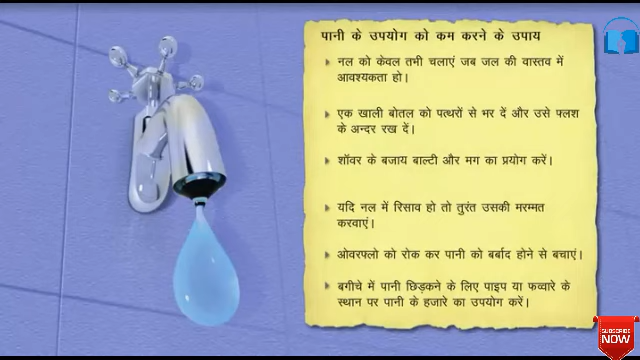 पानी के उपयोग को कम करने के उपाय
नल को केवल तभी चलाएं जब जल की वास्तव में
आवश्यकता हो।
एक खाली बोतल को पत्थरों से भर दें और उसे फ्लश
के अन्दर रख दें।
शॉवर के बजाय बाल्टी और मग का प्रयोग करें।
यदि नल में रिसाव हो तो तुरंत उसकी मरम्मत
करवाएं।
ओवरफ्लो को रोक कर पानी को बर्बाद होने से बचाएं।
बगीचे में पानी छिड़कने के लिए पाइप या फव्वारे के
स्थान पर पानी के हजारे का उपयोग करें।
SUBSCRIBE
NOW